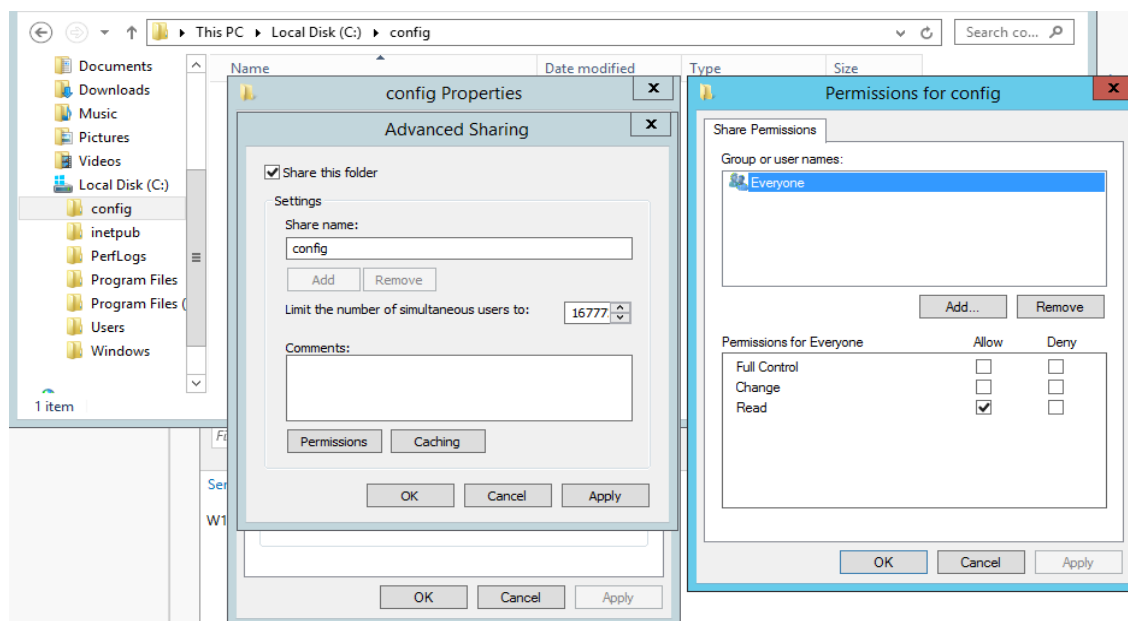 This PC Local Disk (C:) config
Search co...
Documents
Downloads
Music
Pictures
Videos
Local Disk (C:)
config
inetpub
PerfLogs
Program Files
Program Files (
Users
Windows
1 item
Name Date modified Type Size
config Properties
x
Advanced Sharing
x
Share this folder
Settings
Share name:
config
Add Remove
Limit the number of simultaneous users to: 16777
Comments:
Permissions Caching
OK Cancel Apply
OK Cancel Apply
Permissions for config
x
Share Permissions
Group or user names:
Everyone
Add... Remove
Permissions for Everyone Allow Deny
Full Control
Change
Read
OK Cancel Apply
Ser
W1